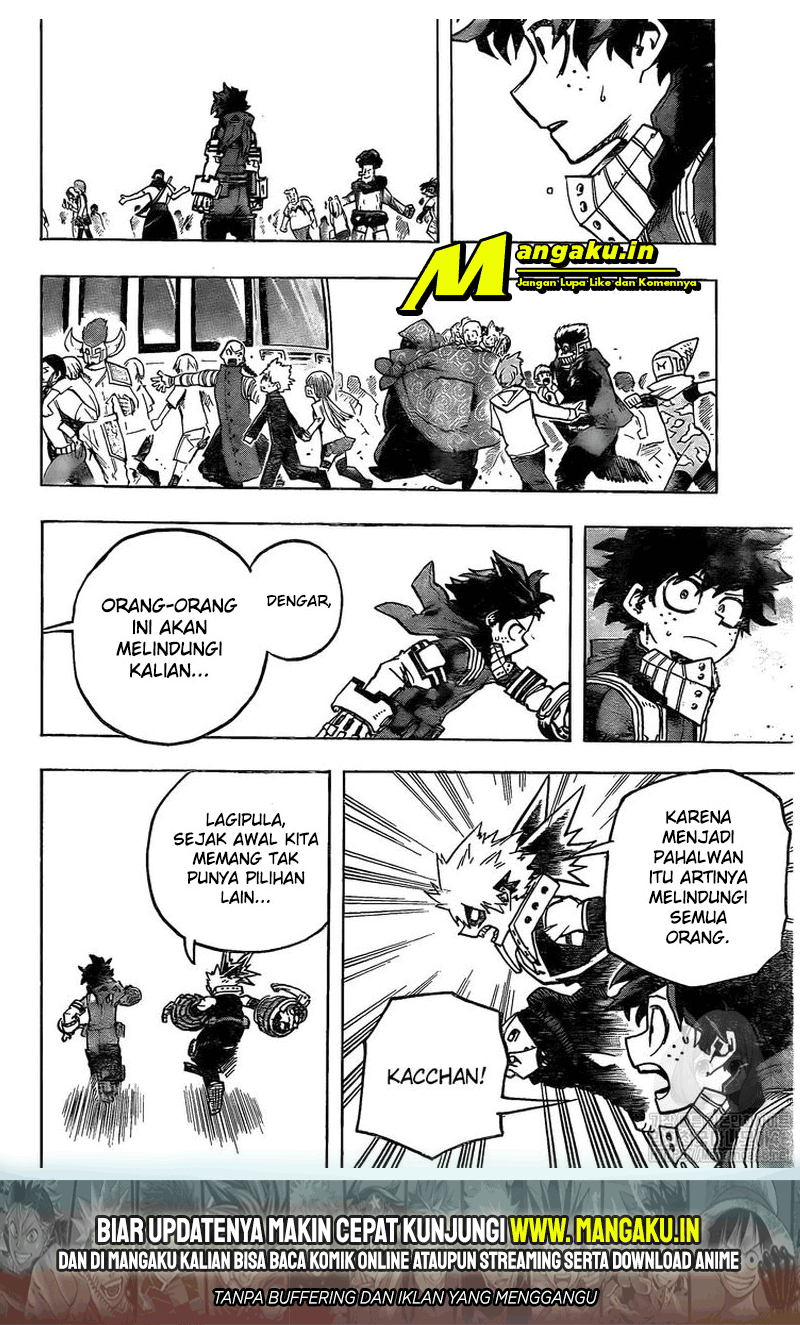 Mangaku.in
Jangan Lupa Like dan Komennya
DENGAR,
ORANG-ORANG
INI AKAN
MELINDUNGI
KALIAN...
KARENA
MENJADI
PAHALWAN
ITU ARTINYA
MELINDUNGI
SEMUA
ORANG.
KACCHAN!
LAGIPULA,
SEJAK AWAL KITA
MEMANG TAK
PUNYA PILIHAN
LAIN...
BIAR UPDATENYA MAKIN CEPAT KUNJUNGI WWW. MANGAKU.IN
DAN DI MANGAKU KALIAN BISA BACA KOMIK ONLINE ATAUPUN STREAMING SERTA DOWNLOAD ANIME
TANPA BUFFERING DAN IKLAN YANG MENGGANGU